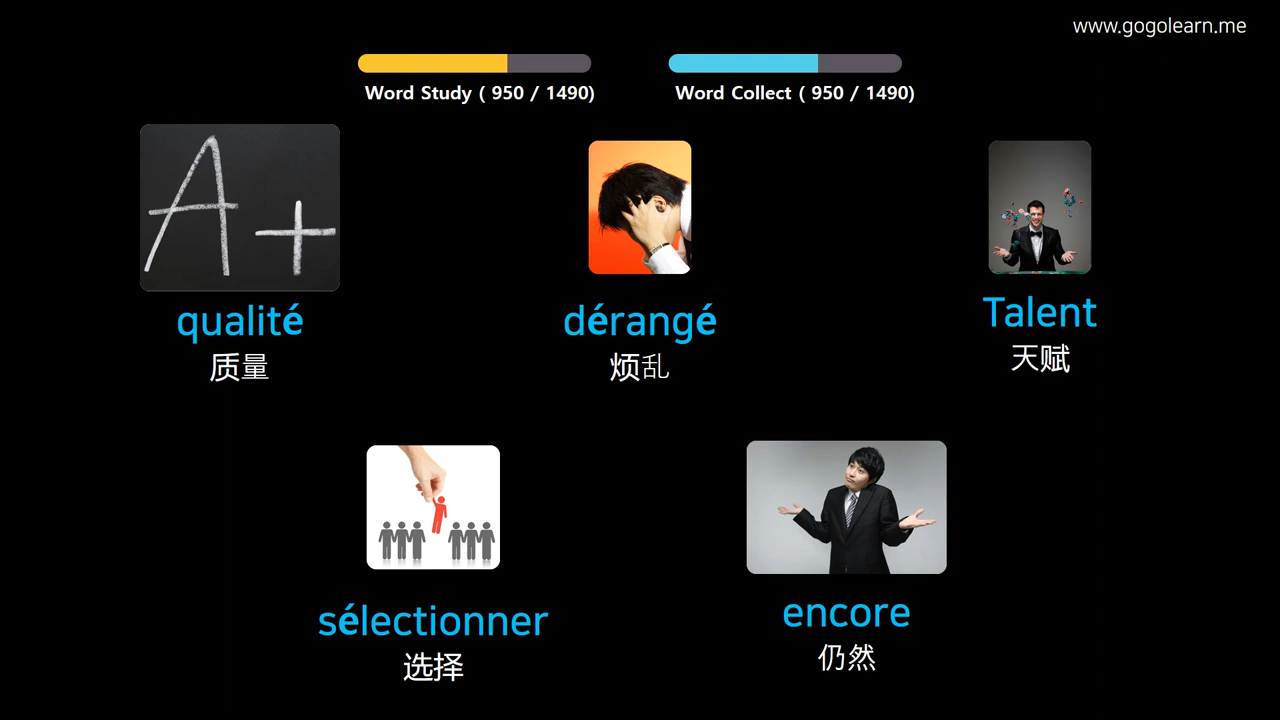 www.gogolearn.me
Word Study ( 950 / 1490)
Word Collect ( 950 / 1490)
A+
qualité
质量
dérangé
烦乱
Talent
天赋
sélectionner
选择
encore
仍然